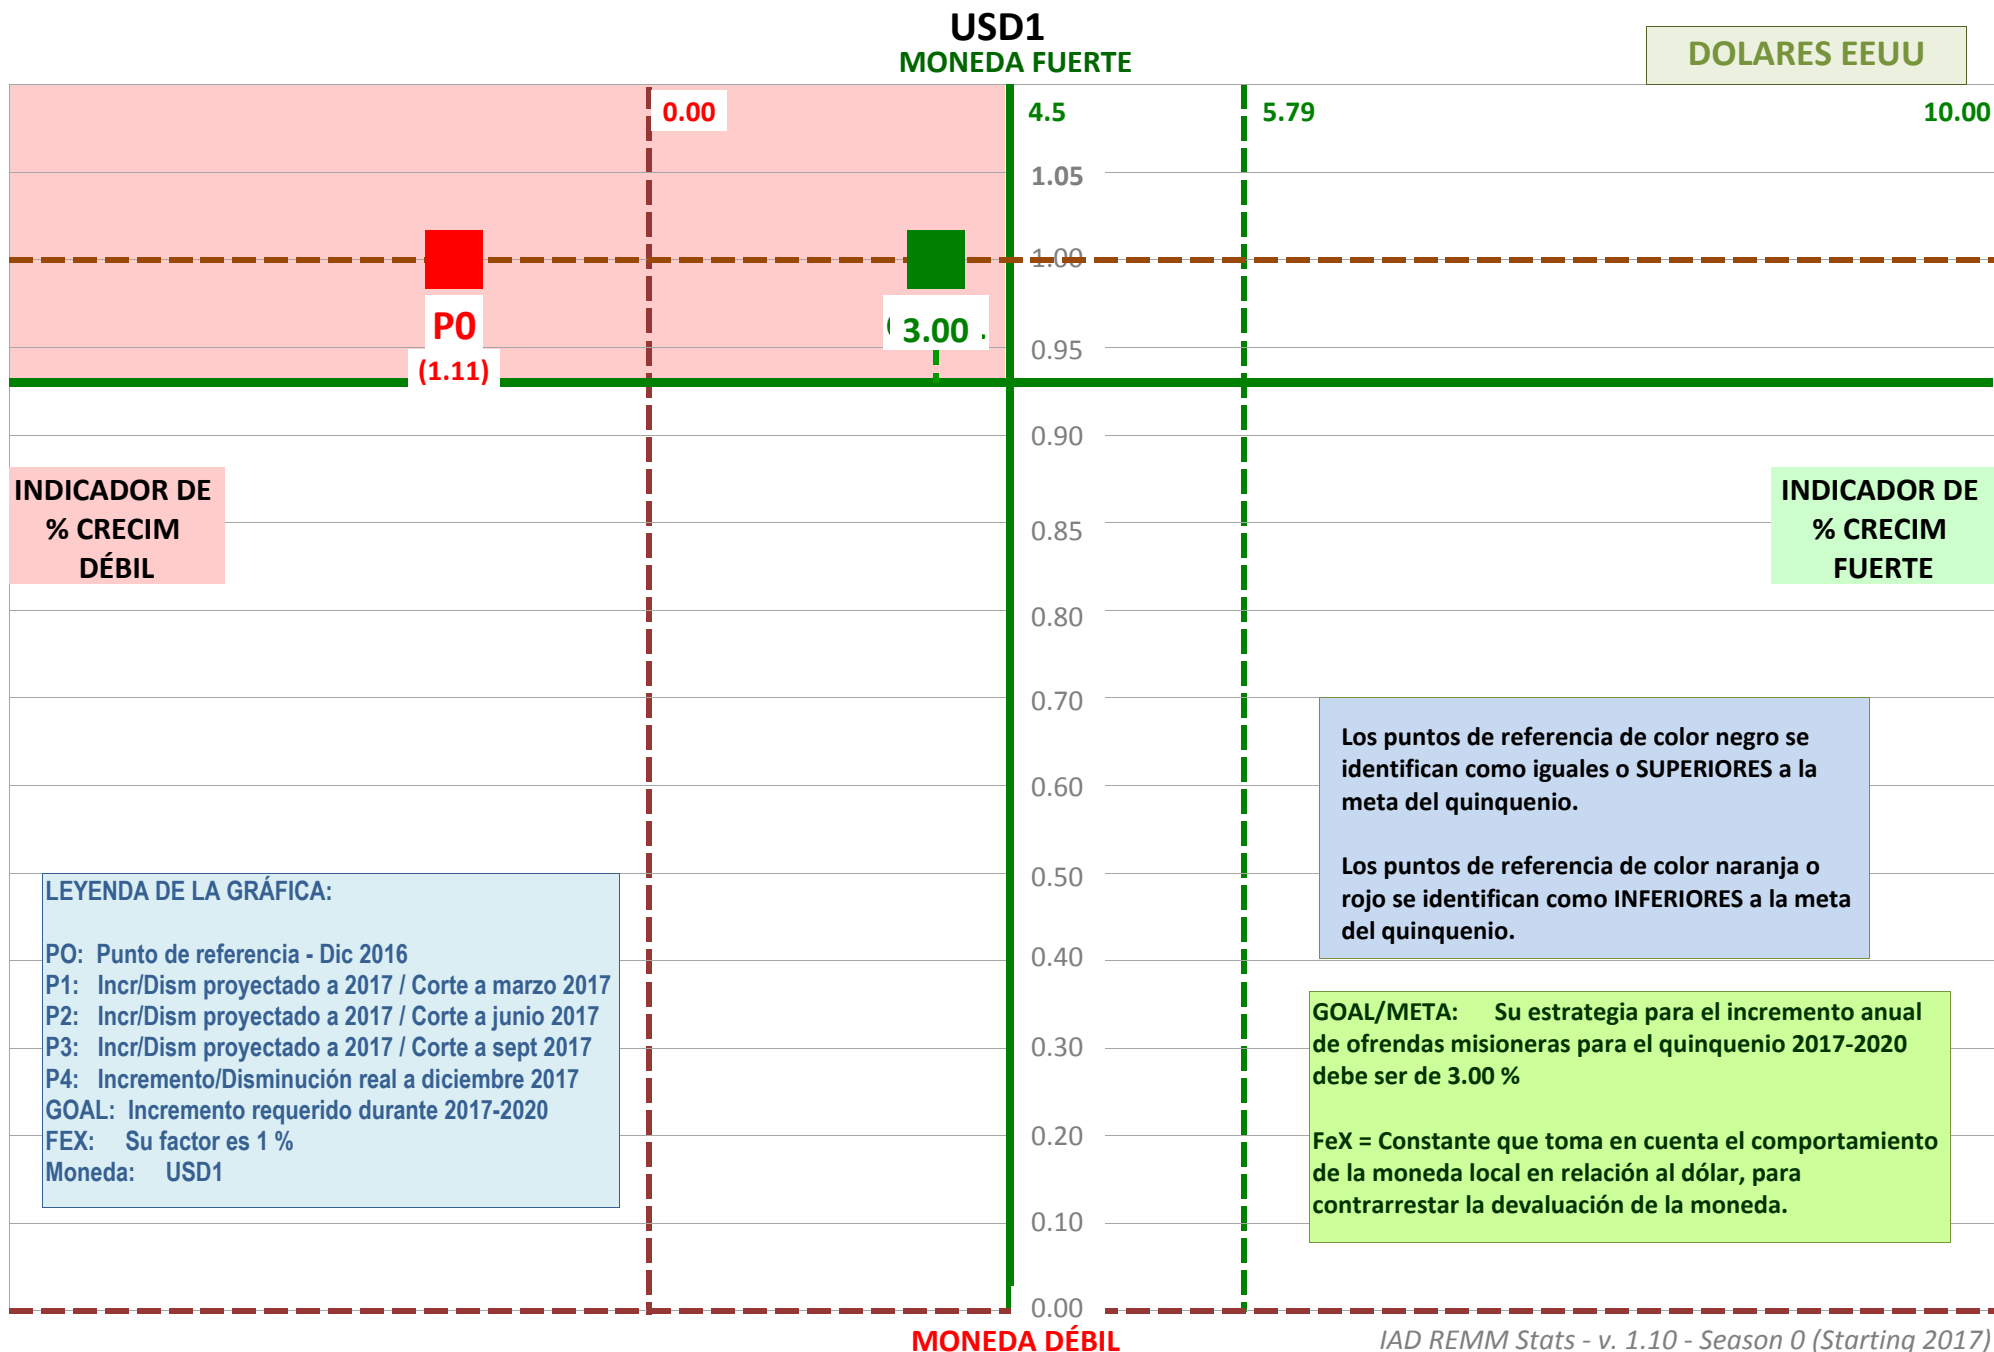 USD1
MONEDA FUERTE
DOLARES EEUU
0.00
4.5
5.79
10.00
1.05
1.00
P0
(1.11)
3.00
0.95
0.90
INDICADOR DE
% CRECIM
DÉBIL
0.85
INDICADOR DE
% CRECIM
FUERTE
0.80
0.70
0.60
0.50
0.40
0.30
0.20
0.10
0.00
Los puntos de referencia de color negro se
identifican como iguales o SUPERIORES a la
meta del quinquenio.
Los puntos de referencia de color naranja o
rojo se identifican como INFERIORES a la meta
del quinquenio.
LEYENDA DE LA GRÁFICA:
PO: Punto de referencia - Dic 2016
P1: Incr/Dism proyectado a 2017 / Corte a marzo 2017
P2: Incr/Dism proyectado a 2017 / Corte a junio 2017
P3: Incr/Dism proyectado a 2017 / Corte a sept 2017
P4: Incremento/Disminución real a diciembre 2017
GOAL: Incremento requerido durante 2017-2020
FEX: Su factor es 1 %
Moneda: USD1
GOAL/META: Su estrategia para el incremento anual
de ofrendas misioneras para el quinquenio 2017-2020
debe ser de 3.00 %
FeX = Constante que toma en cuenta el comportamiento
de la moneda local en relación al dólar, para
contrarrestar la devaluación de la moneda.
MONEDA DÉBIL
IAD REMM Stats - v. 1.10 - Season 0 (Starting 2017)